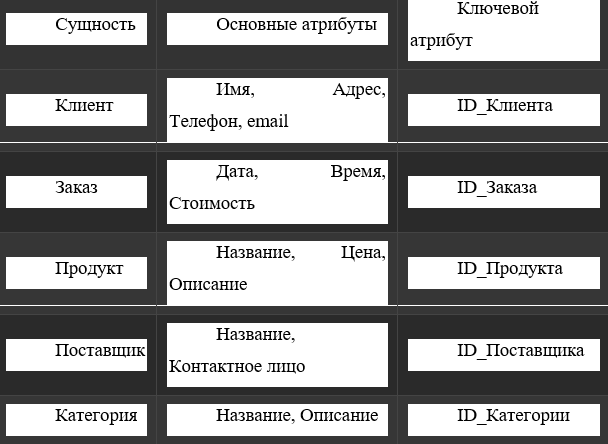 Сущность
Основные атрибуты
Ключевой
атрибут
Клиент
Имя, Адрес,
Телефон, email
ID_Клиента
Заказ
Дата, Время,
Стоимость
ID_Заказа
Продукт
Название, Цена,
Описание
ID_Продукта
Поставщик
Название,
Контактное лицо
ID_Поставщика
Категория
Название, Описание
ID_Категории